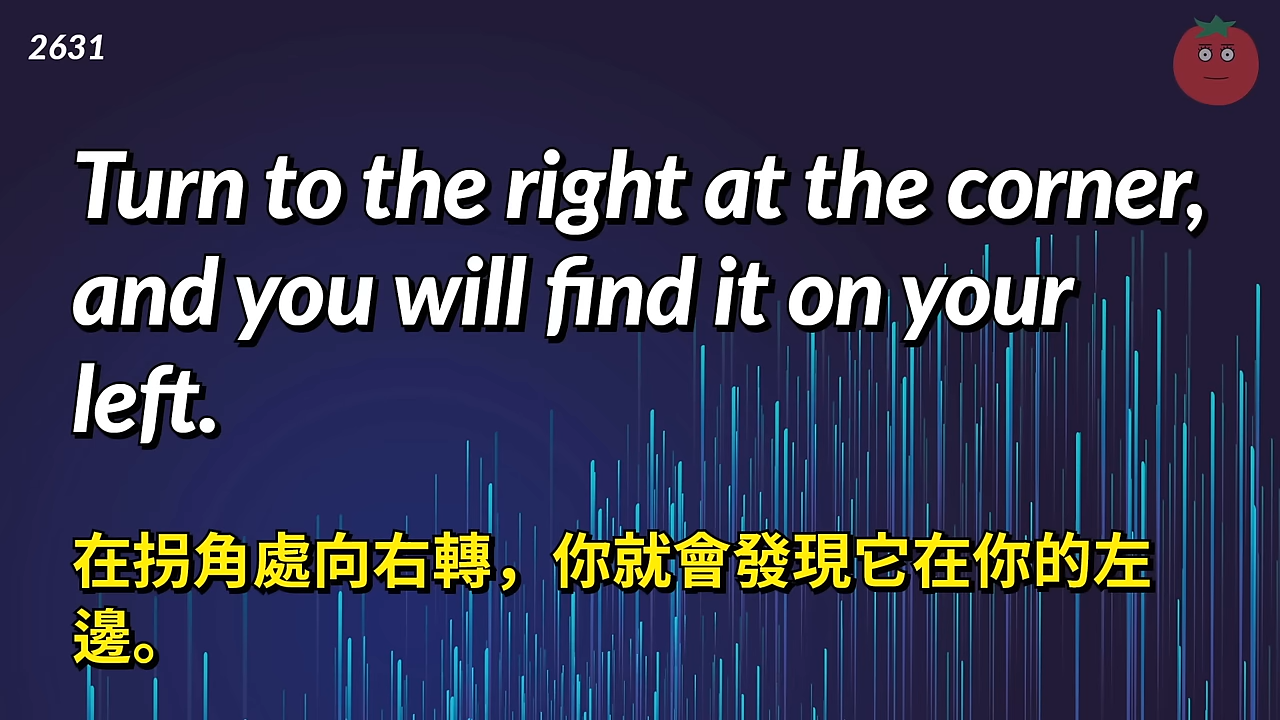 2631
Turn to the right at the corner,
and you will find it on your
left.
在拐角處向右轉，你就會發現它在你的左
邊。